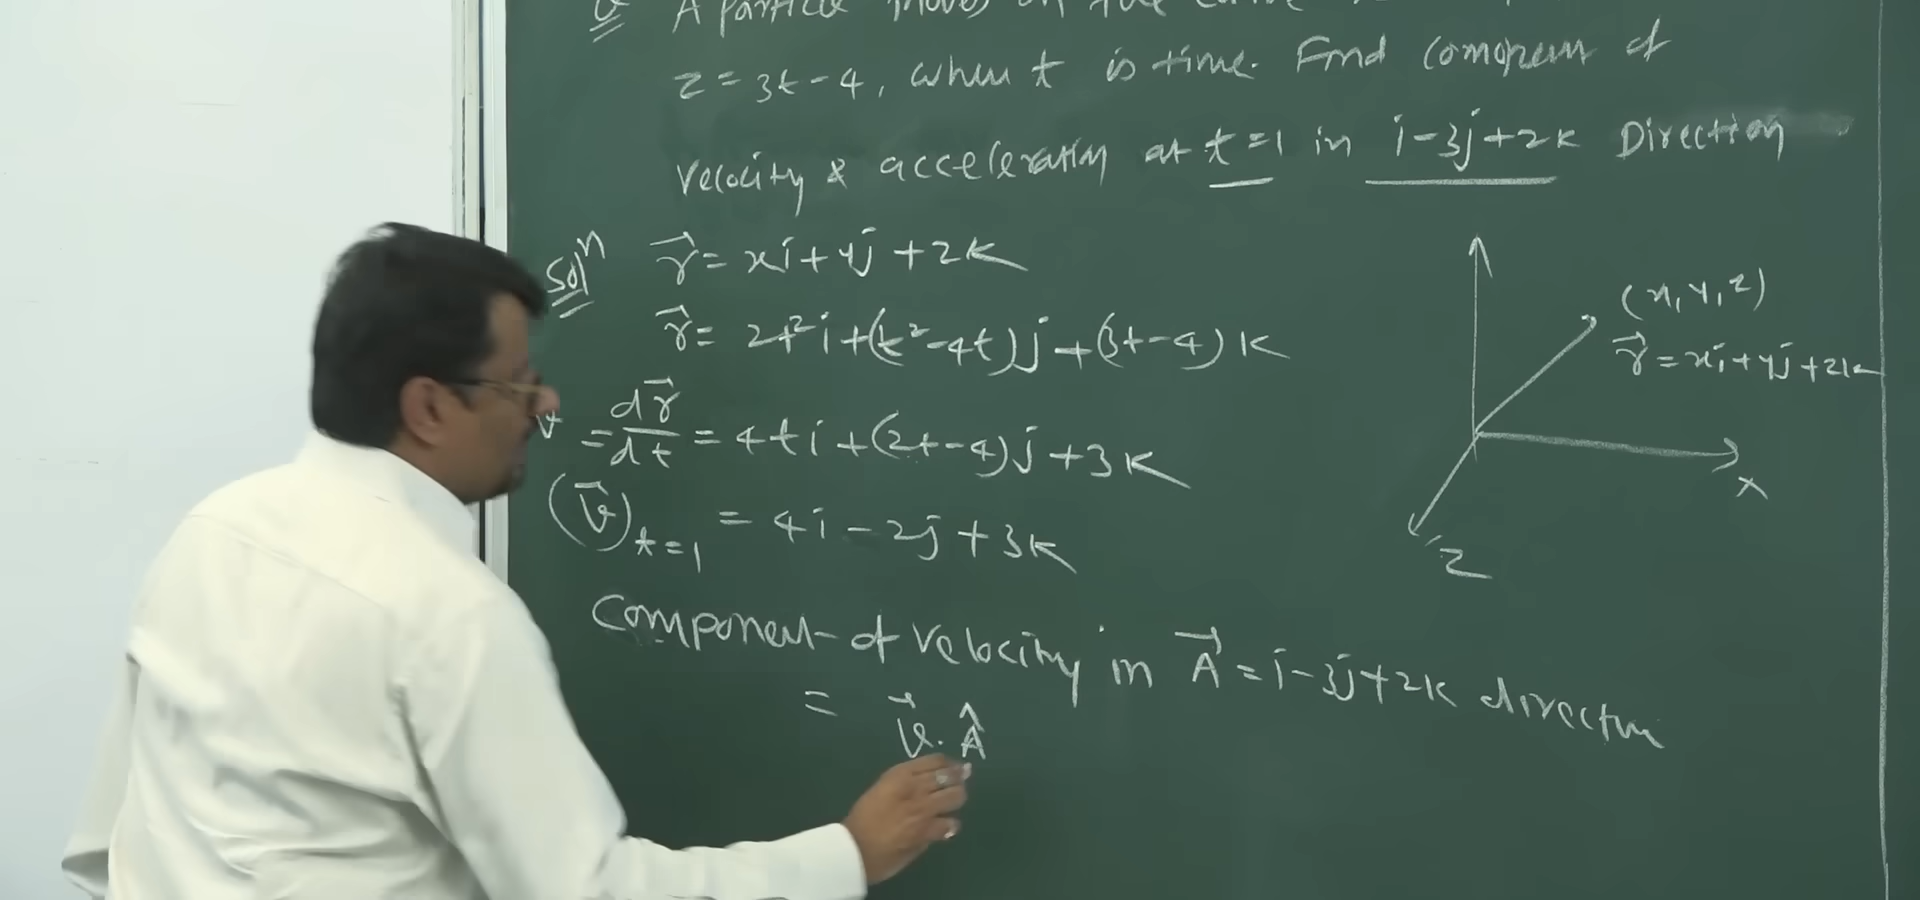 Q A particle moves on the curve
z = 3t - 4, when t is time. Find component of
velocity & acceleration at t = 1 in i - 3j + 2k Direction
Solⁿ r⃗ = xi + yj + zk
r⃗ = 2t² i + (t² - 4t) j + (3t - 4) k
v = dr⃗/dt = 4t i + (2t - 4) j + 3k
(v⃗)t=1 = 4i - 2j + 3k
Component of velocity in A⃗ = i - 3j + 2k direction
= v⃗ . Â
(x, y, z)
r⃗ = xi + yj + zk
x
z